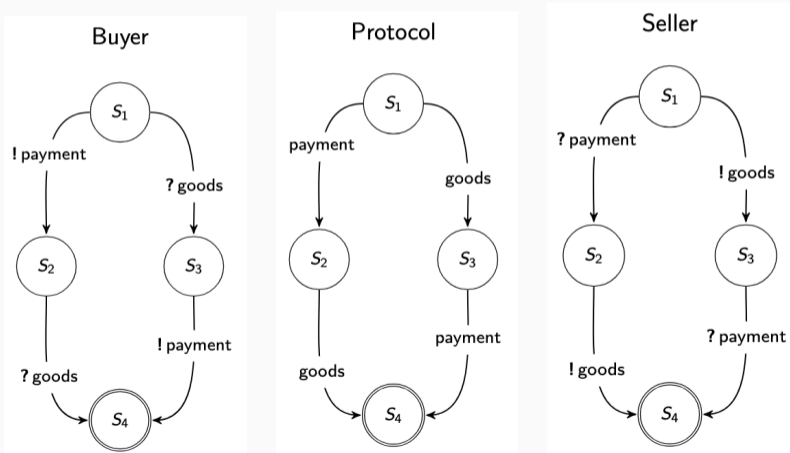 Buyer
S1
! payment
? goods
S2
S3
! payment
? goods
S4
Protocol
S1
payment
goods
S2
S3
payment
goods
S4
Seller
S1
? payment
! goods
S2
S3
? payment
! goods
S4